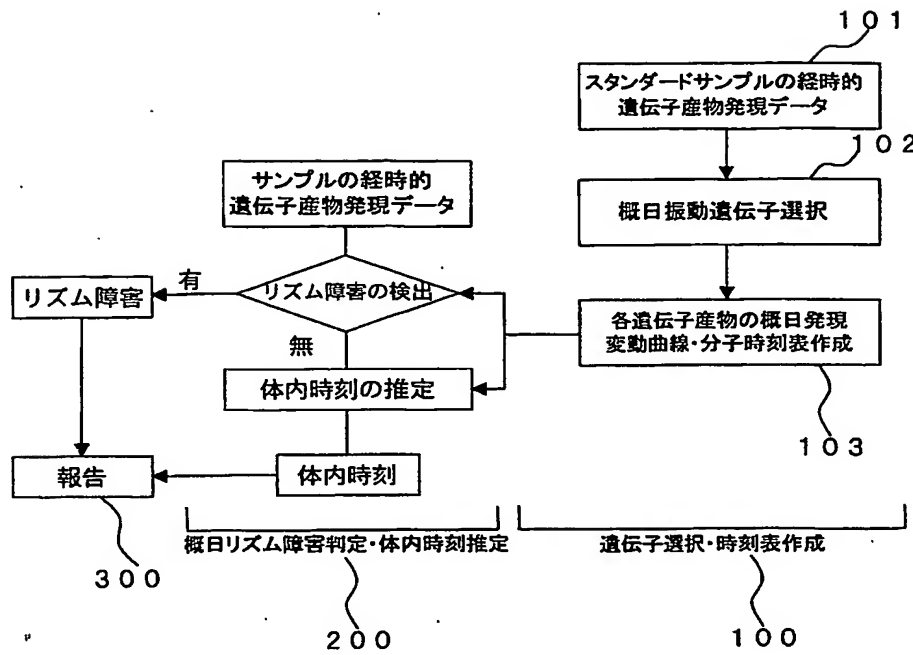 １０１
スタンダードサンプルの経時的
遺伝子産物発現データ
１０２
概日振動遺伝子選択
各遺伝子産物の概日発現
変動曲線・分子時刻表作成
１０３
サンプルの経時的
遺伝子産物発現データ
リズム障害の検出
有
無
リズム障害
体内時刻の推定
体内時刻
報告
３００
概日リズム障害判定・体内時刻推定
２００
遺伝子選択・時刻表作成
１００